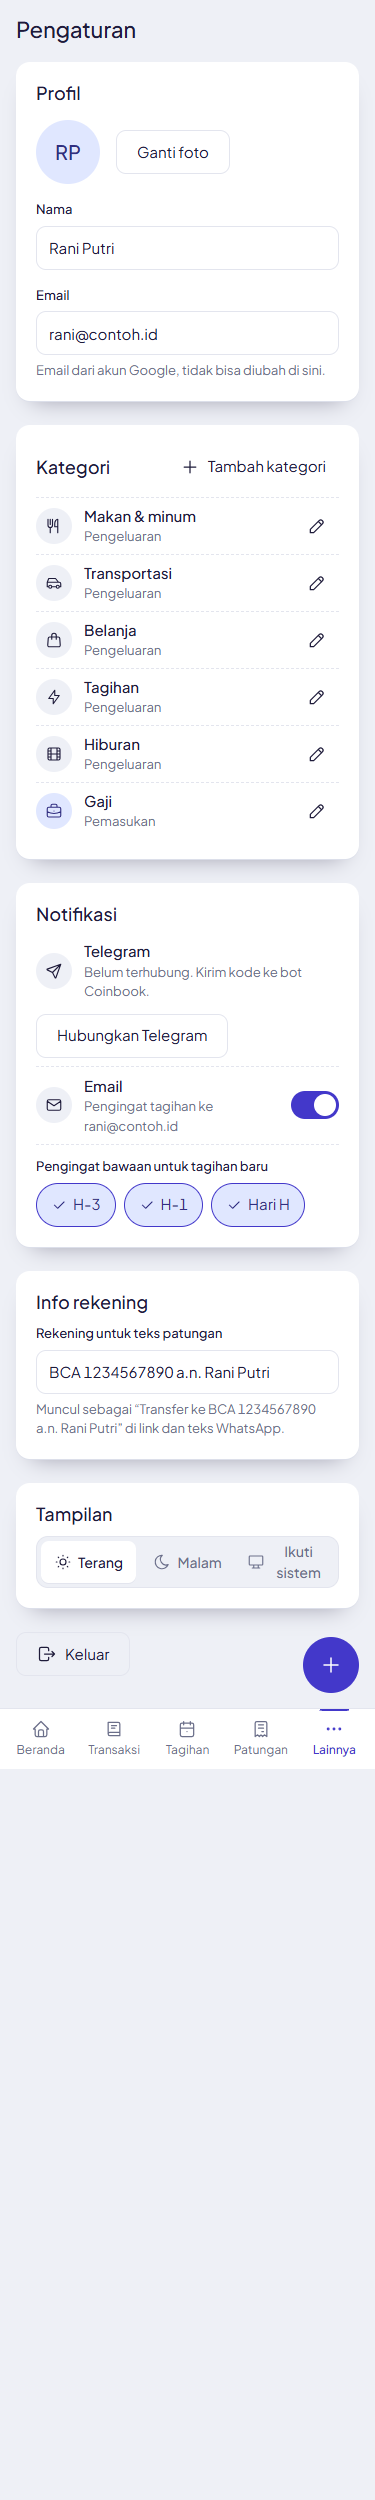 Pengaturan
Profil
RP
Ganti foto
Nama
Rani Putri
Email
rani@contoh.id
Email dari akun Google, tidak bisa diubah di sini.
Kategori
Tambah kategori
Makan & minum
Pengeluaran
Transportasi
Pengeluaran
Belanja
Pengeluaran
Tagihan
Pengeluaran
Hiburan
Pengeluaran
Gaji
Pemasukan
Notifikasi
Telegram
Belum terhubung. Kirim kode ke bot
Coinbook.
Hubungkan Telegram
Email
Pengingat tagihan ke
rani@contoh.id
Pengingat bawaan untuk tagihan baru
H-3
H-1
Hari H
Info rekening
Rekening untuk teks patungan
BCA 1234567890 a.n. Rani Putri
Muncul sebagai “Transfer ke BCA 1234567890
a.n. Rani Putri” di link dan teks WhatsApp.
Tampilan
Terang
Malam
Ikuti
sistem
Keluar
Beranda
Transaksi
Tagihan
Patungan
Lainnya